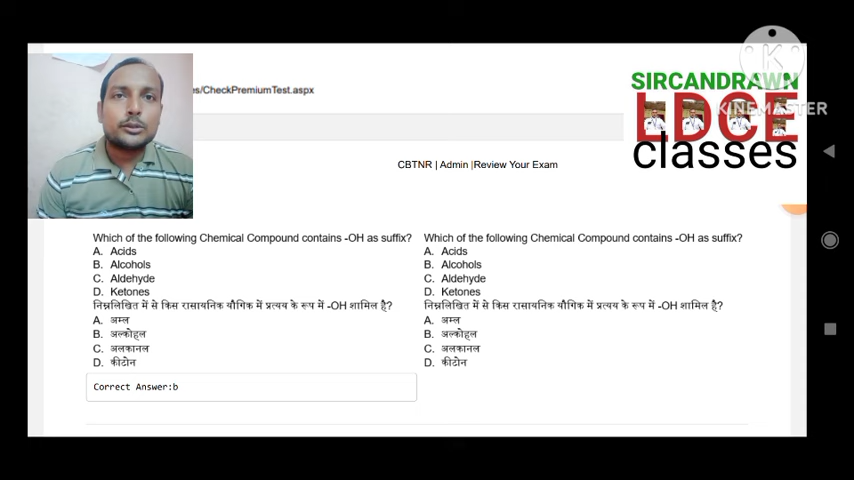 s/CheckPremiumTest.aspx
SIRCANDRAWN
LDCE
classes
KINEMASTER
CBTNR | Admin |Review Your Exam
Which of the following Chemical Compound contains -OH as suffix?
A. Acids
B. Alcohols
C. Aldehyde
D. Ketones
निम्नलिखित में से किस रासायनिक यौगिक में प्रत्यय के रूप में -OH शामिल है?
A. अम्ल
B. अल्कोहल
C. अलकानल
D. कीटोन
Correct Answer:b
Which of the following Chemical Compound contains -OH as suffix?
A. Acids
B. Alcohols
C. Aldehyde
D. Ketones
निम्नलिखित में से किस रासायनिक यौगिक में प्रत्यय के रूप में -OH शामिल है?
A. अम्ल
B. अल्कोहल
C. अलकानल
D. कीटोन